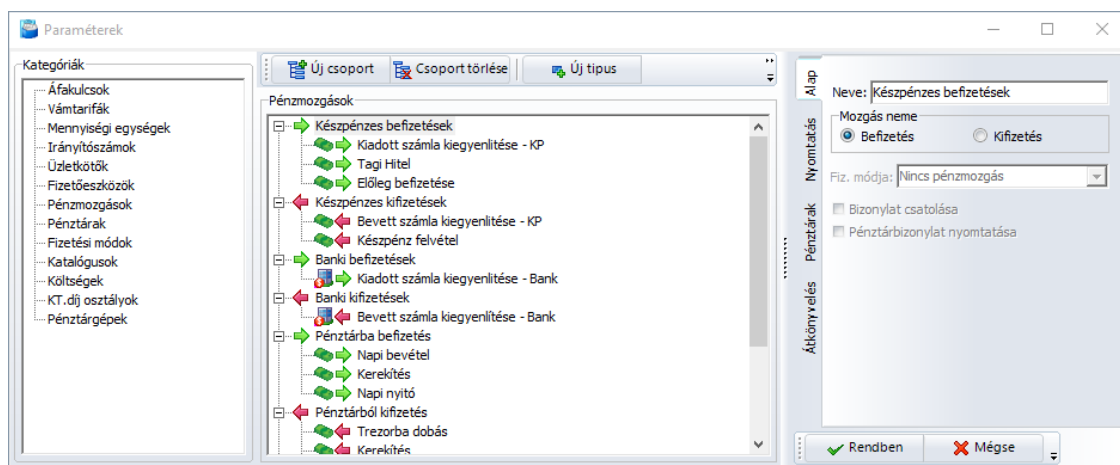 Paraméterek
Kategóriák
Áfakulcsok
Vámtarifák
Mennyiségi egységek
Irányítószámok
Üzletkötők
Fizetőeszközök
Pénzmozgások
Pénztárak
Fizetési módok
Katalógusok
Költségek
KT.díj osztályok
Pénztárgépek
Új csoport
Csoport törlése
Új tipus
Pénzmozgások
Készpénzes befizetések
Kiadott számla kiegyenlitése - KP
Tagi Hitel
Előleg befizetése
Készpénzes kifizetések
Bevett számla kiegyenlitése - KP
Készpénz felvétel
Banki befizetések
Kiadott számla kiegyenlitése - Bank
Banki kifizetések
Bevett számla kiegyenlítése - Bank
Pénztárba befizetés
Napi bevétel
Kerekítés
Napi nyitó
Pénztárból kifizetés
Trezorba dobás
Kerekítés
Alap
Nyomtatás
Pénztárak
Átkönyvelés
Neve: Készpénzes befizetések
Mozgás neme
Befizetés Kifizetés
Fiz. módja: Nincs pénzmozgás
Bizonylat csatolása
Pénztárbizonylat nyomtatása
Rendben
Mégse